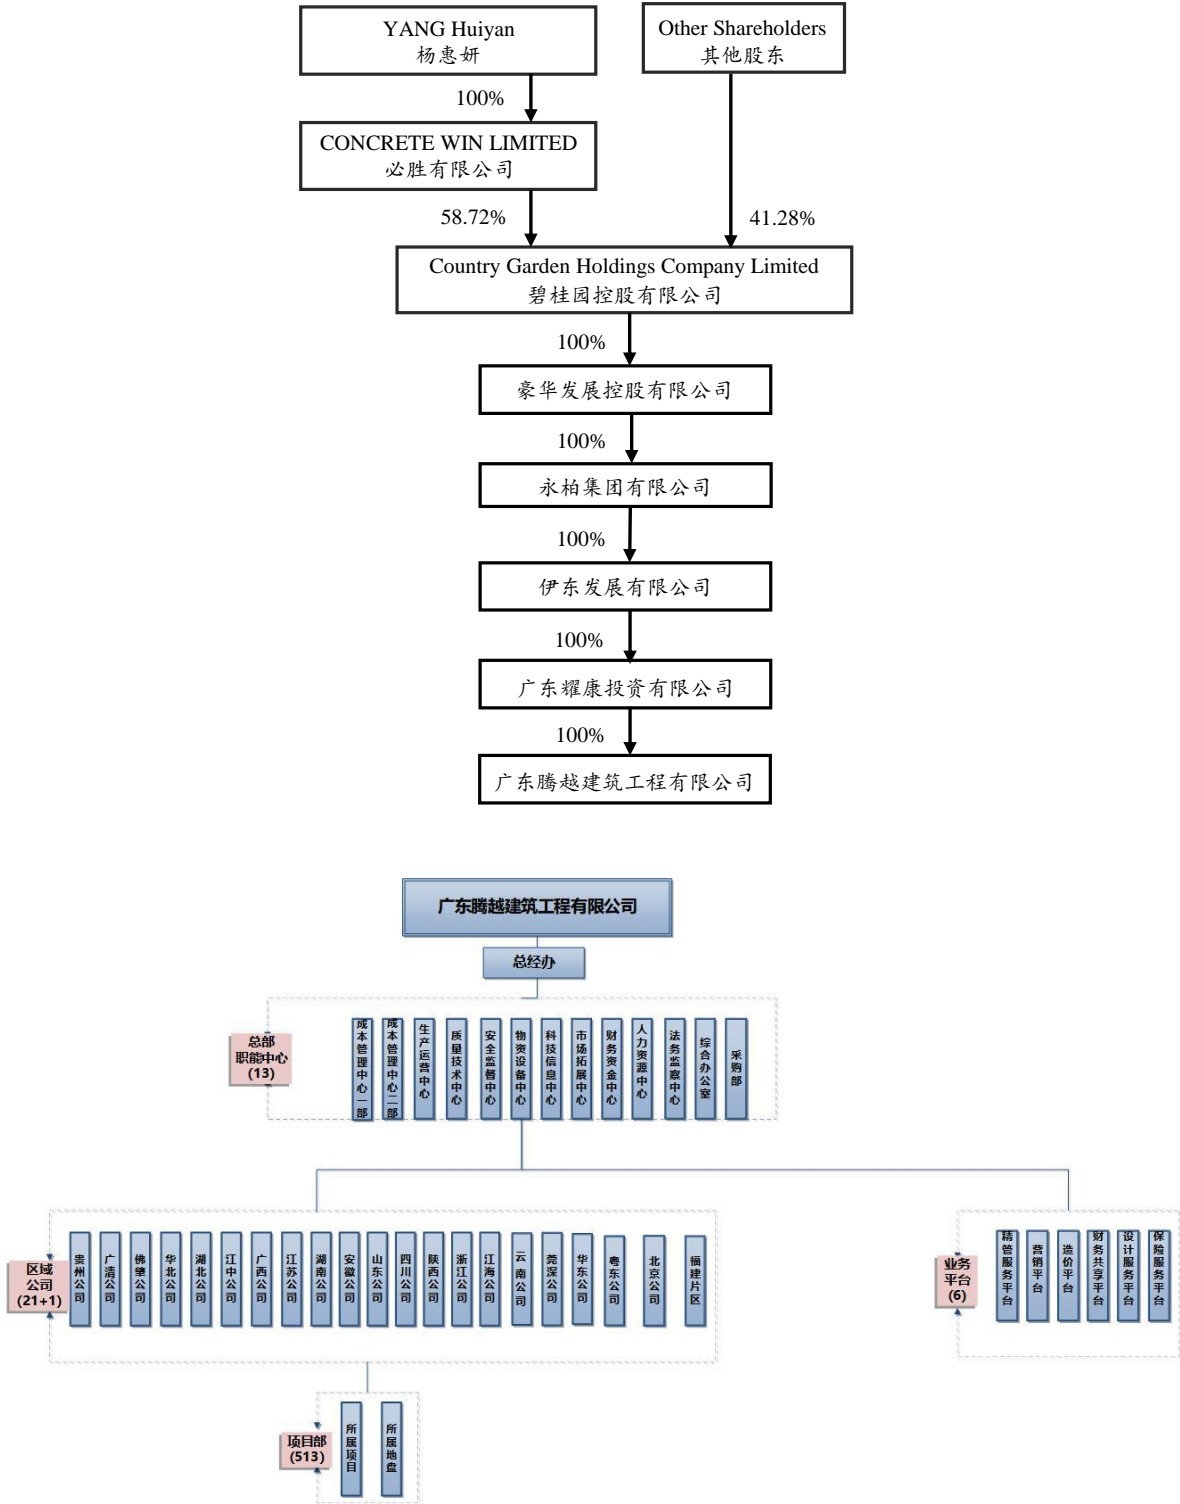 YANG Huiyan
杨惠妍
Other Shareholders
其他股东
100%
CONCRETE WIN LIMITED
必胜有限公司
58.72%
41.28%
Country Garden Holdings Company Limited
碧桂园控股有限公司
100%
豪华发展控股有限公司
100%
永柏集团有限公司
100%
伊东发展有限公司
100%
广东耀康投资有限公司
100%
广东腾越建筑工程有限公司
广东腾越建筑工程有限公司
总经办
总部
职能中心
(13)
成本管理中心一部
成本管理中心二部
生产运营中心
质量技术中心
安全监督中心
物资设备中心
科技信息中心
市场拓展中心
财务资金中心
人力资源中心
法务监察中心
综合办公室
采购部
区域
公司
(21+1)
贵州公司
广清公司
佛肇公司
华北公司
湖北公司
江中公司
广西公司
江苏公司
湖南公司
安徽公司
山东公司
四川公司
陕西公司
浙江公司
江海公司
云南公司
莞深公司
华东公司
粤东公司
北京公司
福建片区
业务
平台
(6)
精管服务平台
营销平台
造价平台
财务共享平台
设计服务平台
保险服务平台
项目部
(513)
所属项目
所属地盘